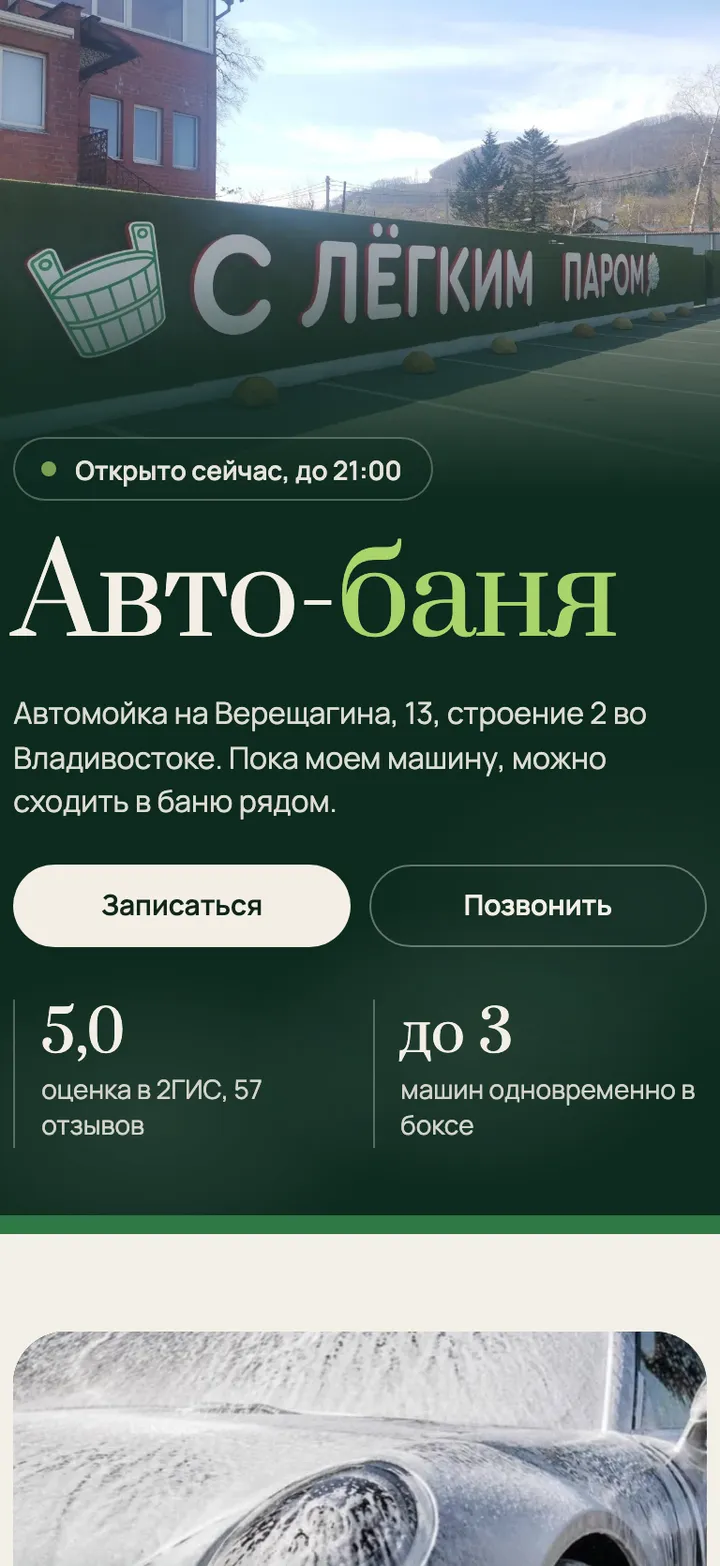 С ЛЁГКИМ ПАРОМ
Открыто сейчас, до 21:00
Авто-баня
Автомойка на Верещагина, 13, строение 2 во
Владивостоке. Пока моем машину, можно
сходить в баню рядом.
Записаться
Позвонить
5,0
оценка в 2ГИС, 57
отзывов
до 3
машин одновременно в
боксе